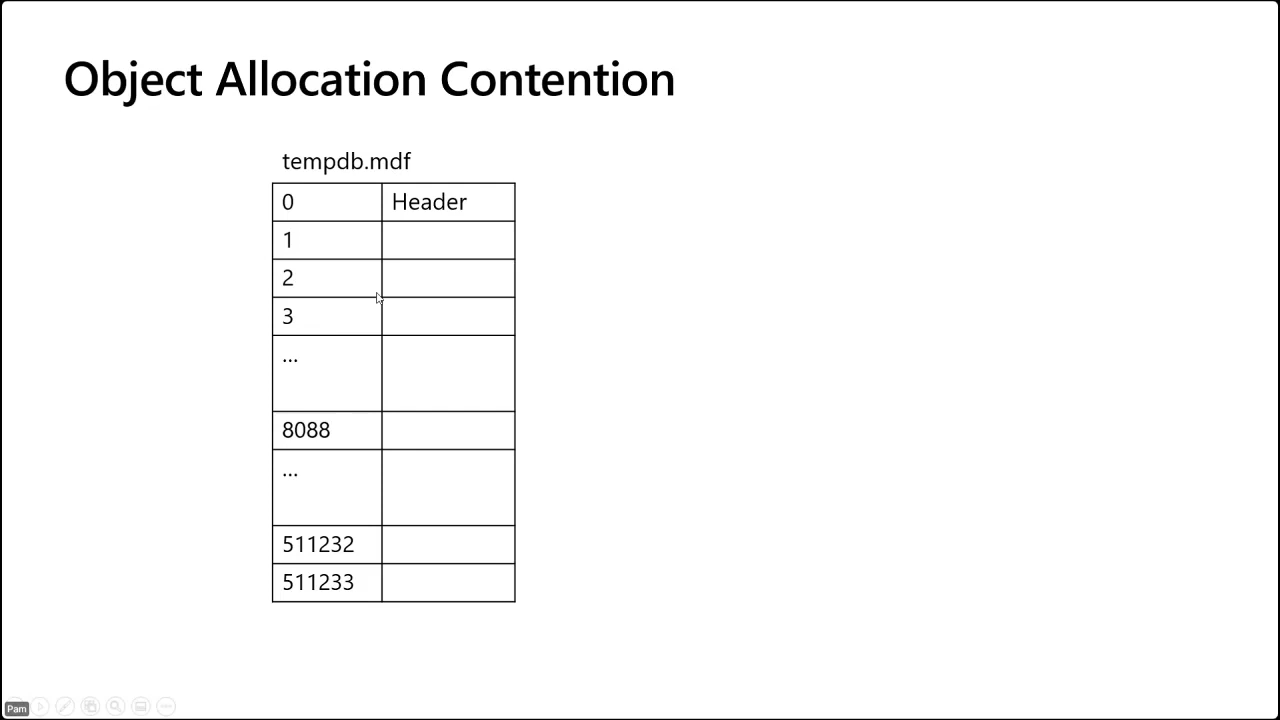 Object Allocation Contention
tempdb.mdf
0 Header
1
2
3
...
8088
...
511232
511233
Pam